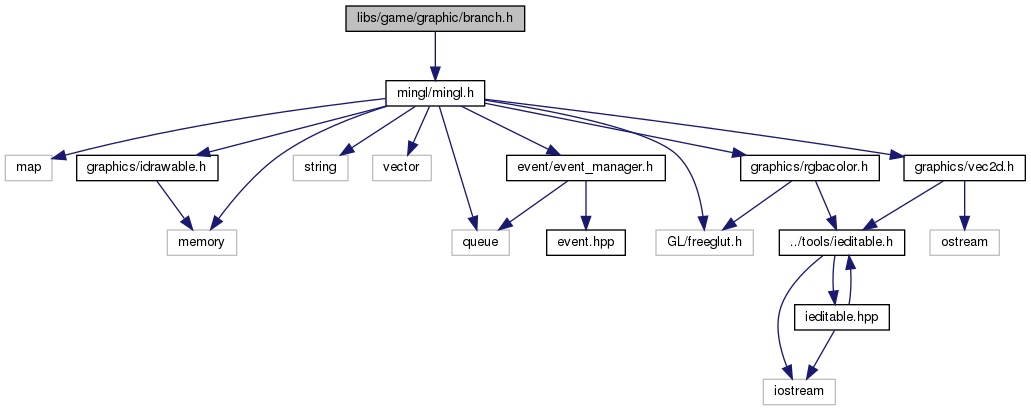 libs/game/graphic/branch.h
mingl/mingl.h
map
graphics/idrawable.h
string
vector
event/event_manager.h
graphics/rgbacolor.h
graphics/vec2d.h
memory
queue
event.hpp
GL/freeglut.h
../tools/ieditable.h
ostream
ieditable.hpp
iostream